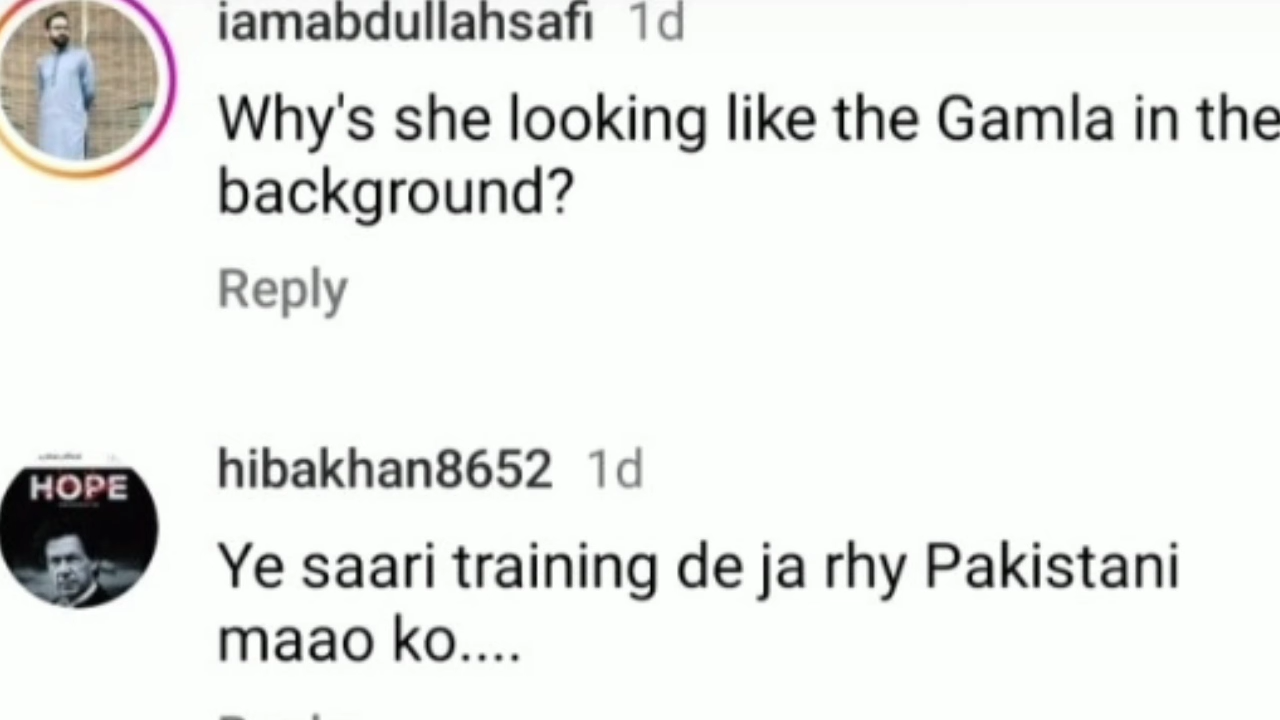 iamabdullahsafi 1d
Why's she looking like the Gamla in the
background?
Reply
HOPE
hibakhan8652 1d
Ye saari training de ja rhy Pakistani
maao ko....